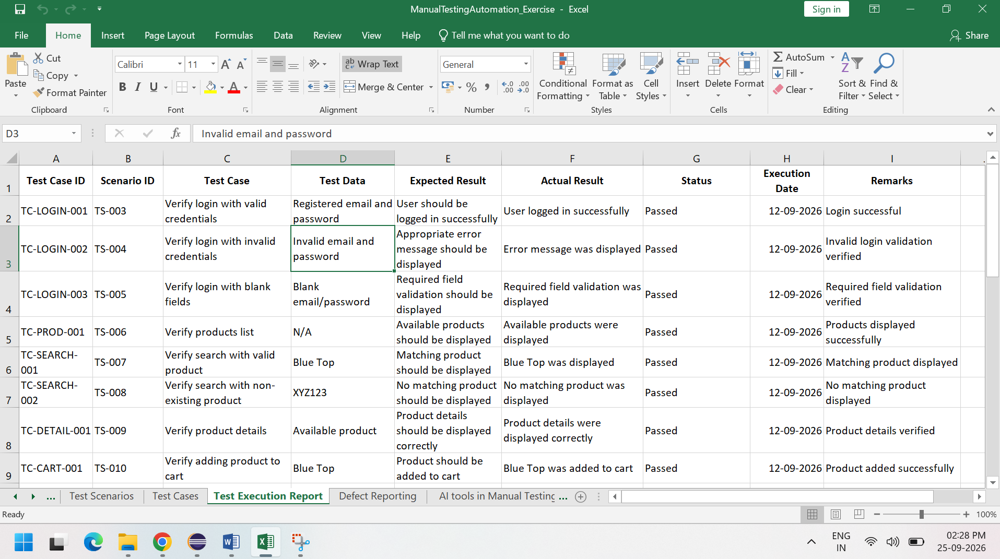 ManualTestingAutomation_Exercise - Excel
Sign in
File Home Insert Page Layout Formulas Data Review View Help Tell me what you want to do Share
Paste
Cut
Copy
Format Painter
Clipboard
Calibri 11
B I U
Font
Wrap Text
Merge & Center
Alignment
General
Number
Conditional
Formatting
Format as
Table
Cell
Styles
Styles
Insert Delete Format
Cells
AutoSum
Fill
Clear
Sort &
Filter
Find &
Select
Editing
D3 fx Invalid email and password
A B C D E F G H I
1 Test Case ID Scenario ID Test Case Test Data Expected Result Actual Result Status Execution Date Remarks
2 TC-LOGIN-001 TS-003 Verify login with valid credentials Registered email and password User should be logged in successfully User logged in successfully Passed 12-09-2026 Login successful
3 TC-LOGIN-002 TS-004 Verify login with invalid credentials Invalid email and password Appropriate error message should be displayed Error message was displayed Passed 12-09-2026 Invalid login validation verified
4 TC-LOGIN-003 TS-005 Verify login with blank fields Blank email/password Required field validation should be displayed Required field validation was displayed Passed 12-09-2026 Required field validation verified
5 TC-PROD-001 TS-006 Verify products list N/A Available products should be displayed Available products were displayed Passed 12-09-2026 Products displayed successfully
6 TC-SEARCH-001 TS-007 Verify search with valid product Blue Top Matching product should be displayed Blue Top was displayed Passed 12-09-2026 Matching product displayed
7 TC-SEARCH-002 TS-008 Verify search with non-existing product XYZ123 No matching product should be displayed No matching product was displayed Passed 12-09-2026 No matching product displayed
8 TC-DETAIL-001 TS-009 Verify product details Available product Product details should be displayed correctly Product details were displayed correctly Passed 12-09-2026 Product details verified
9 TC-CART-001 TS-010 Verify adding product to cart Blue Top Product should be added to cart Blue Top was added to cart Passed 12-09-2026 Product added successfully
... Test Scenarios Test Cases Test Execution Report Defect Reporting AI tools in Manual Testing ...
Ready
100%
ENG
IN
02:28 PM
25-09-2026